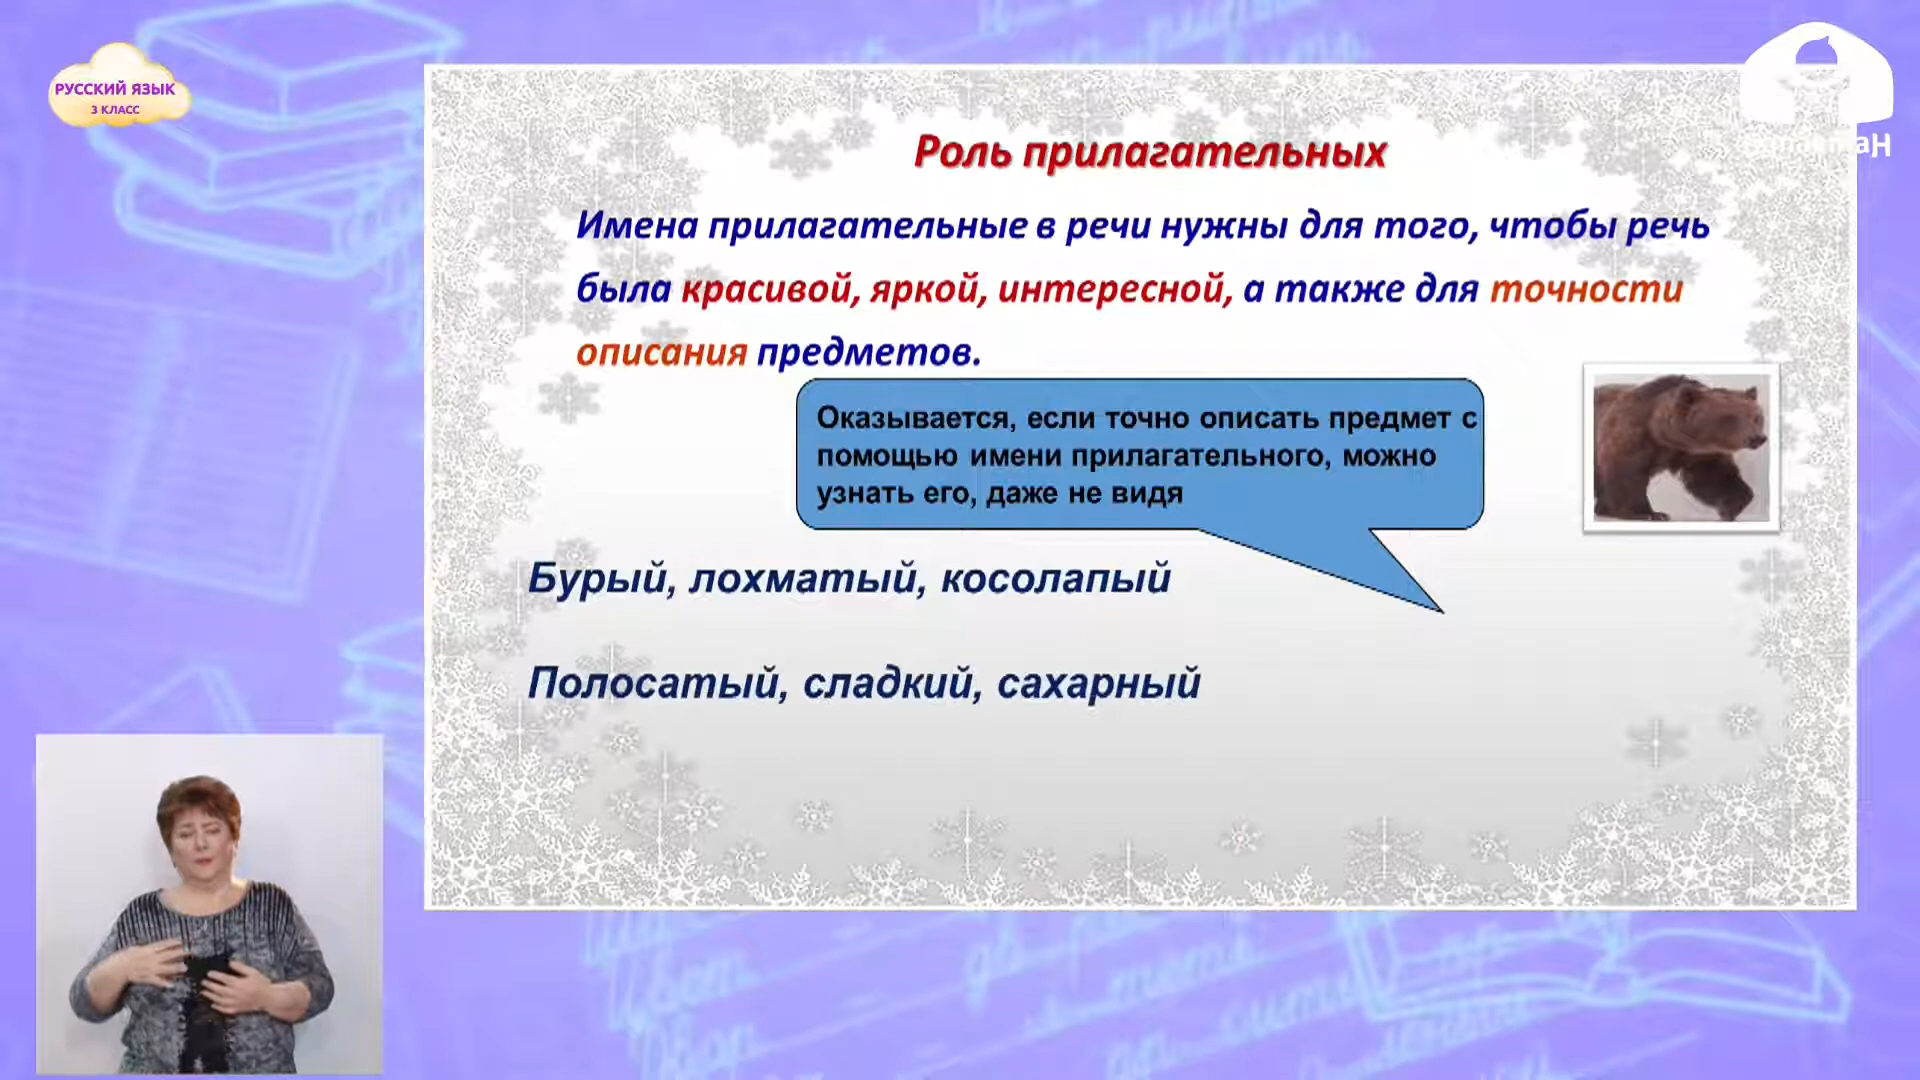 РУССКИЙ ЯЗЫК
3 КЛАСС
Роль прилагательных
Имена прилагательные в речи нужны для того, чтобы речь
была красивой, яркой, интересной, а также для точности
описания предметов.
Оказывается, если точно описать предмет с
помощью имени прилагательного, можно
узнать его, даже не видя
Бурый, лохматый, косолапый
Полосатый, сладкий, сахарный